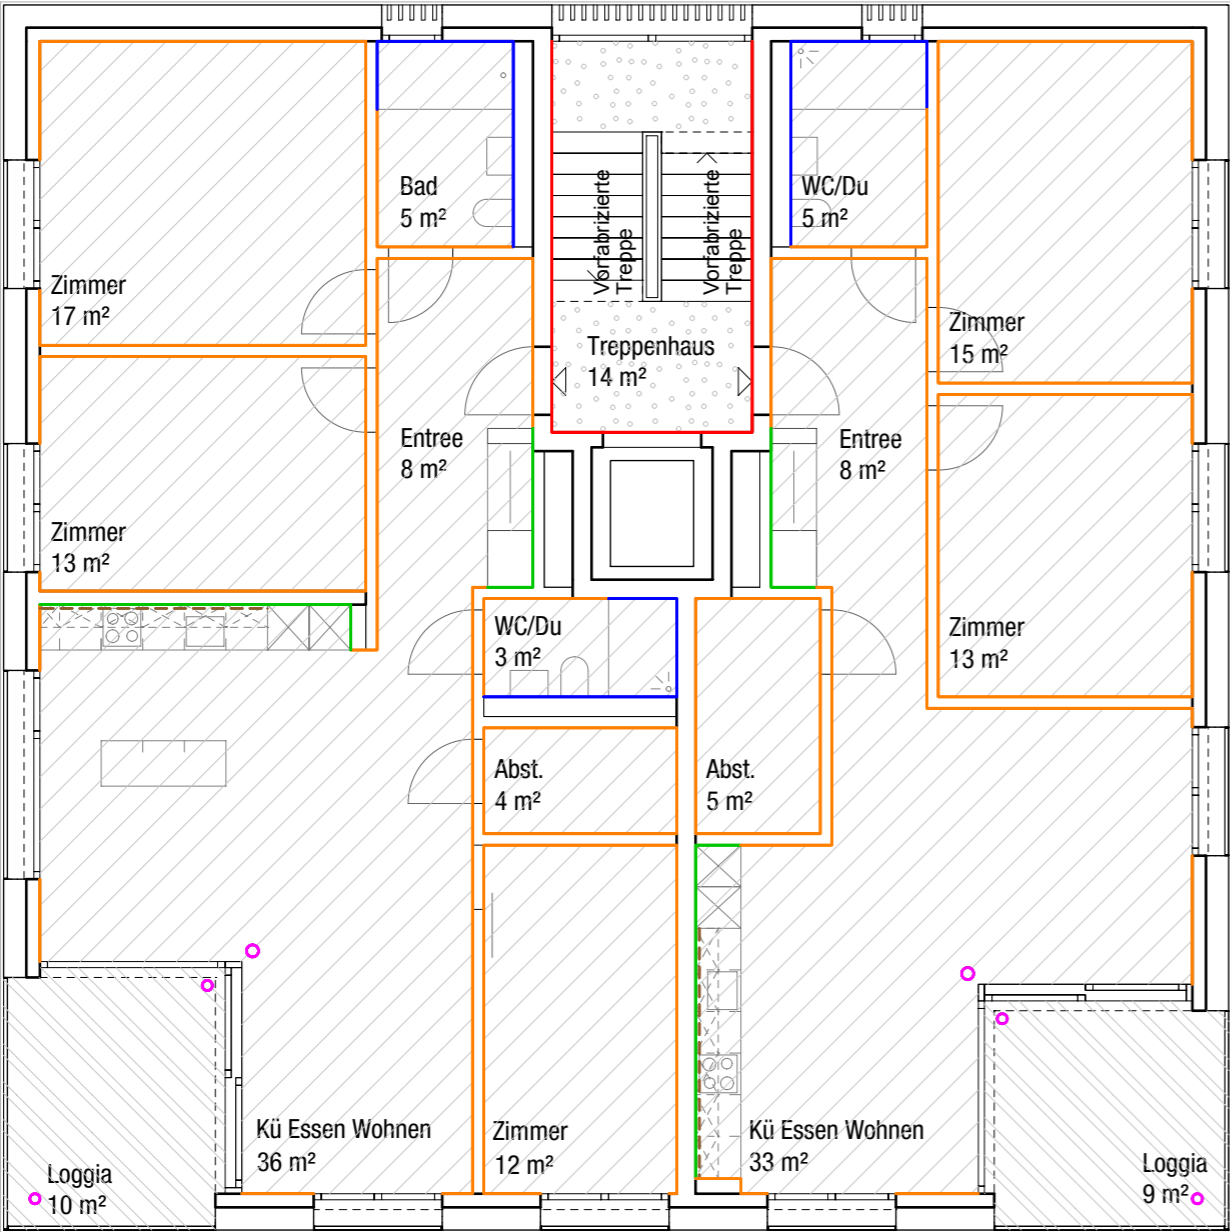 Bad
5 m²
WC/Du
5 m²
Vorfabrizierte
Treppe
Vorfabrizierte
Treppe
Zimmer
17 m²
Zimmer
15 m²
Treppenhaus
14 m²
Entree
8 m²
Entree
8 m²
Zimmer
13 m²
WC/Du
3 m²
Zimmer
13 m²
Abst.
4 m²
Abst.
5 m²
Kü Essen Wohnen
36 m²
Zimmer
12 m²
Kü Essen Wohnen
33 m²
Loggia
10 m²
Loggia
9 m²